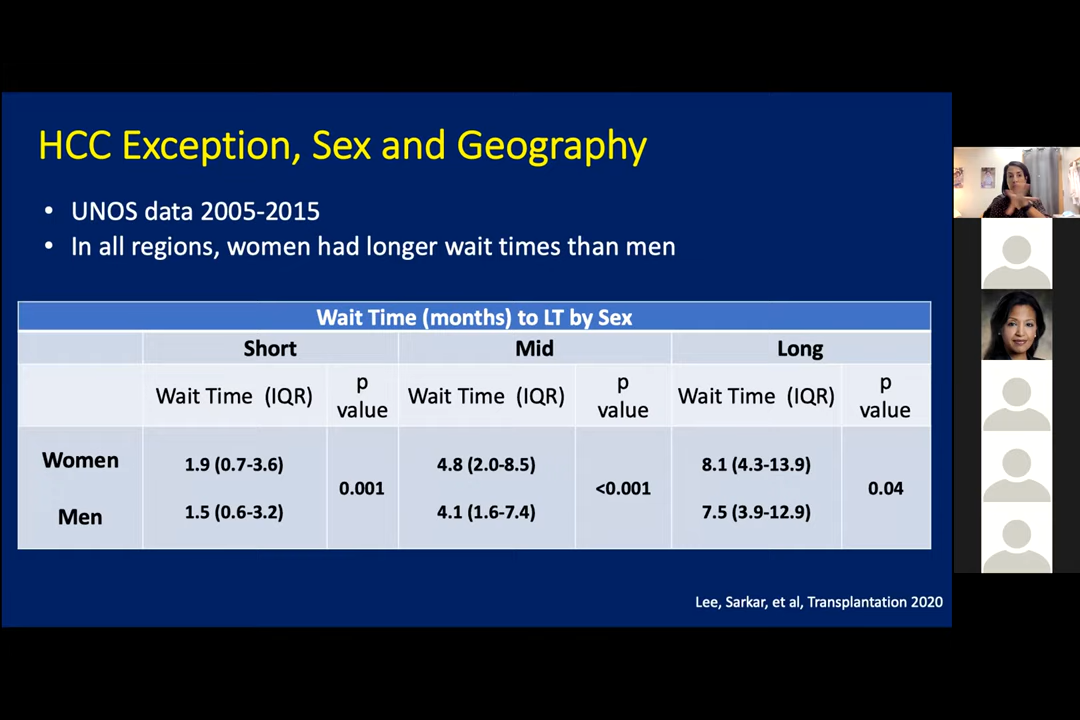 HCC Exception, Sex and Geography
• UNOS data 2005-2015
• In all regions, women had longer wait times than men
Wait Time (months) to LT by Sex
Short Mid Long
Wait Time (IQR) p value Wait Time (IQR) p value Wait Time (IQR) p value
Women 1.9 (0.7-3.6) 4.8 (2.0-8.5) 8.1 (4.3-13.9)
0.001 <0.001 0.04
Men 1.5 (0.6-3.2) 4.1 (1.6-7.4) 7.5 (3.9-12.9)
Lee, Sarkar, et al, Transplantation 2020